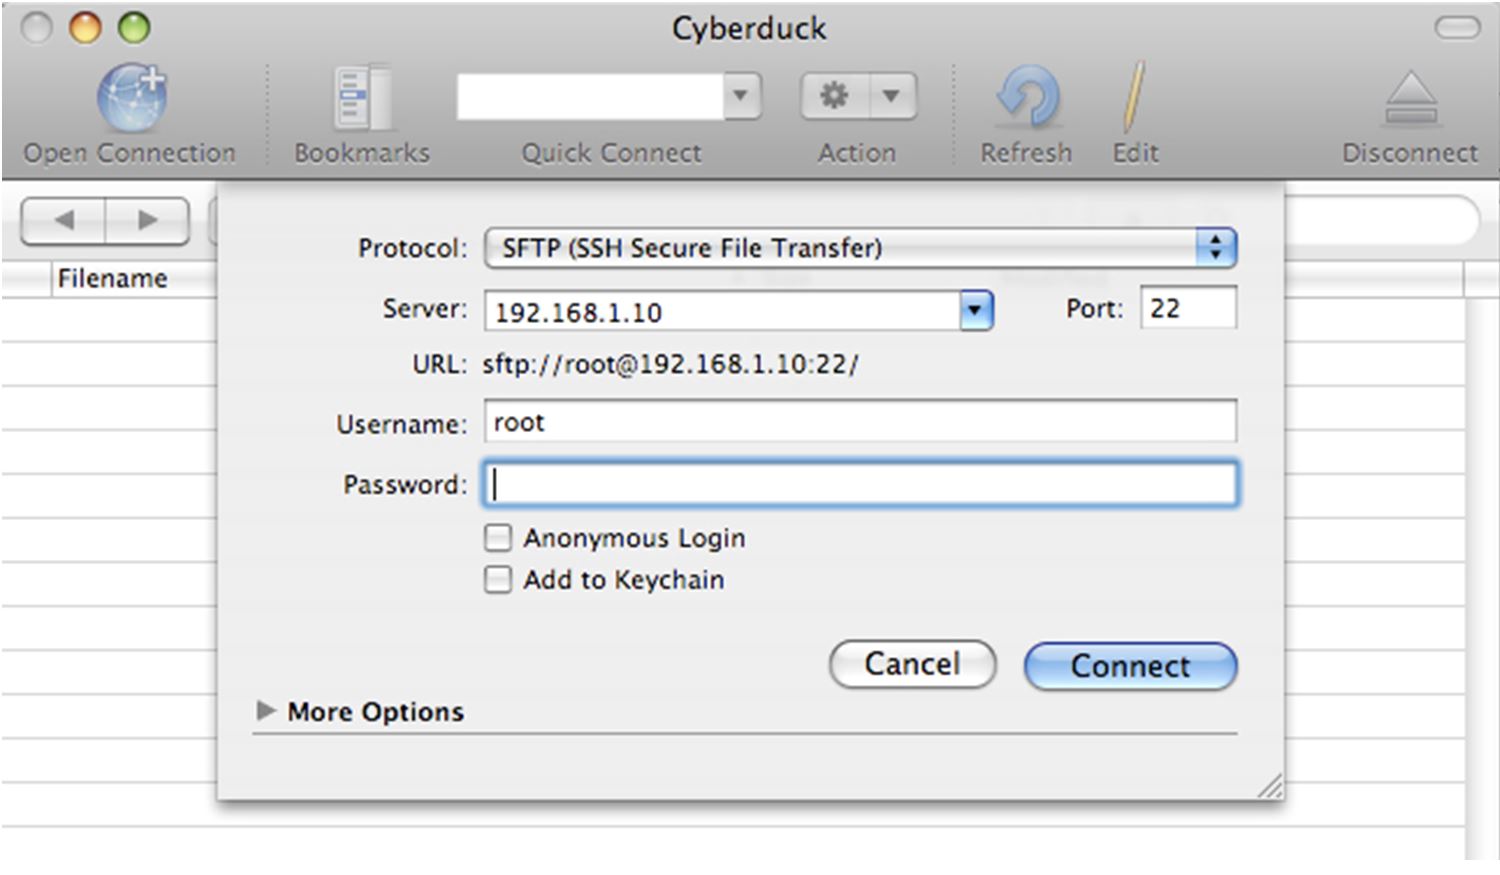 Cyberduck
Open Connection Bookmarks Quick Connect Action Refresh Edit Disconnect
Filename
Protocol: SFTP (SSH Secure File Transfer)
Server: 192.168.1.10 Port: 22
URL: sftp://root@192.168.1.10:22/
Username: root
Password:
Anonymous Login
Add to Keychain
Cancel Connect
More Options